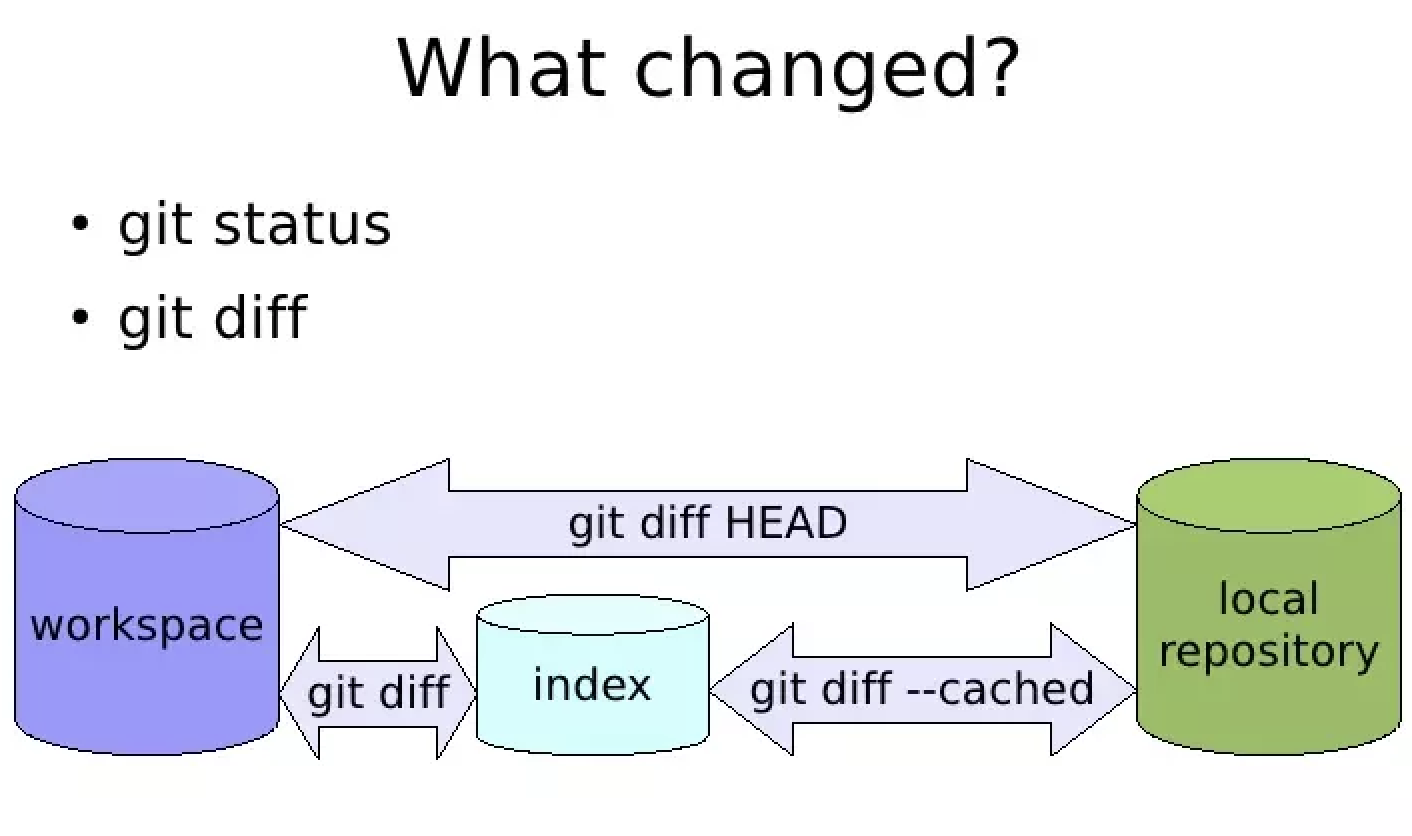 What changed?
• git status
• git diff
git diff HEAD
workspace
local
repository
git diff
index
git diff --cached